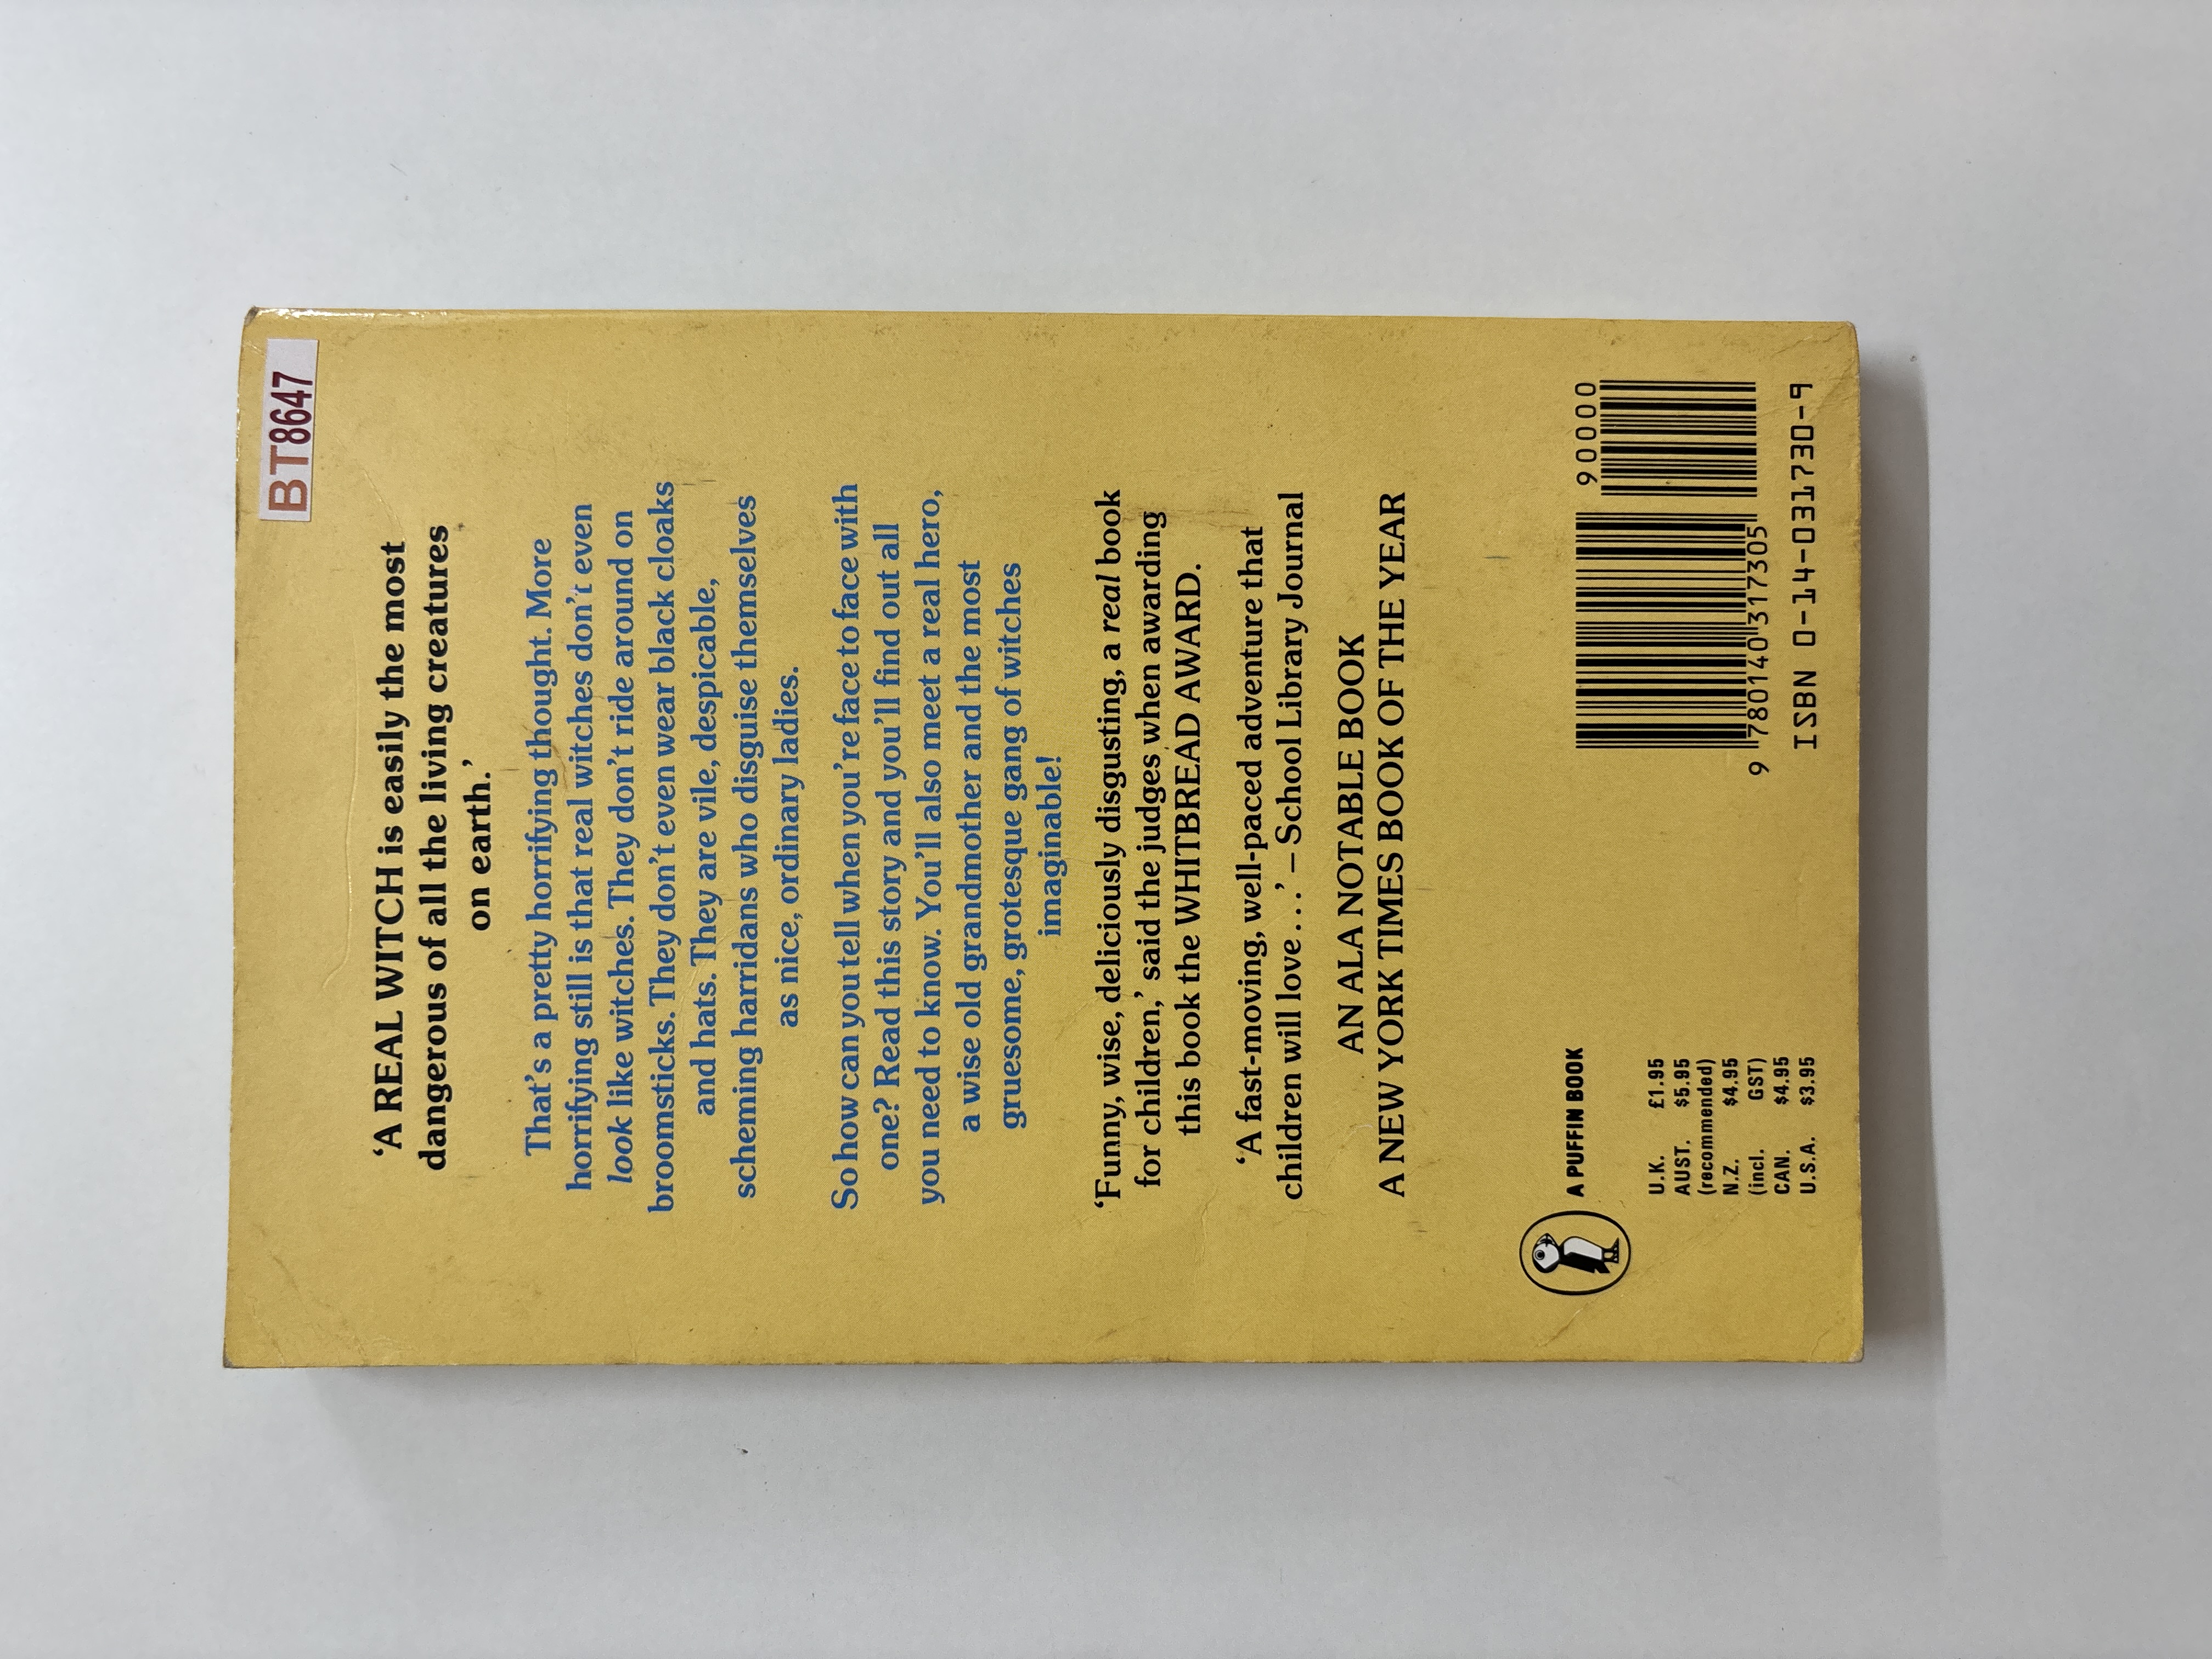 BT8647
‘A REAL WITCH is easily the most
dangerous of all the living creatures
on earth.’
That’s a pretty horrifying thought. More
horrifying still is that real witches don’t even
look like witches. They don’t ride around on
broomsticks. They don’t even wear black cloaks
and hats. They are vile, despicable,
scheming harridans who disguise themselves
as nice, ordinary ladies.
So how can you tell when you’re face to face with
one? Read this story and you’ll find out all
you need to know. You’ll also meet a real hero,
a wise old grandmother and the most
gruesome, grotesque gang of witches
imaginable!
‘Funny, wise, deliciously disgusting, a real book
for children,’ said the judges when awarding
this book the WHITBREAD AWARD.
‘A fast-moving, well-paced adventure that
children will love . . .’ – School Library Journal
AN ALA NOTABLE BOOK
A NEW YORK TIMES BOOK OF THE YEAR
A PUFFIN BOOK
U.K. £1.95
AUST. $5.95
(recommended)
N.Z. $4.95
(incl. GST)
CAN. $4.95
U.S.A. $3.95
90000
9 780140 317305
ISBN 0-14-031730-9